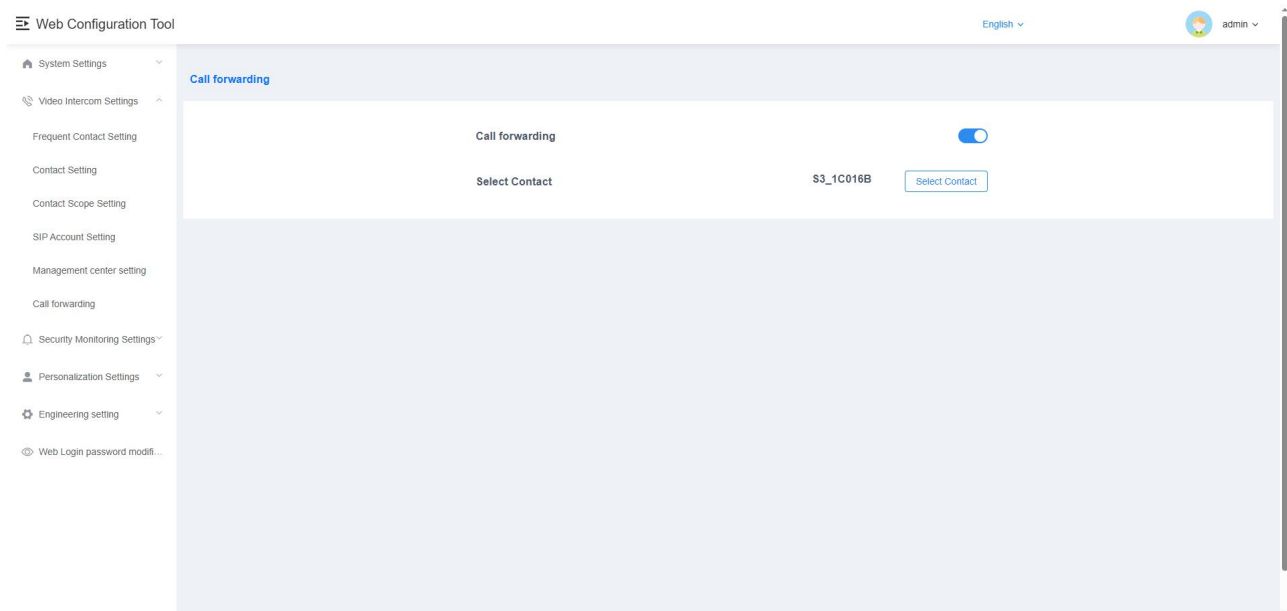 Web Configuration Tool
English
admin
System Settings
Video Intercom Settings
Frequent Contact Setting
Contact Setting
Contact Scope Setting
SIP Account Setting
Management center setting
Call forwarding
Security Monitoring Settings
Personalization Settings
Engineering setting
Web Login password modifi...
Call forwarding
Call forwarding
Select Contact
S3_1C016B
Select Contact